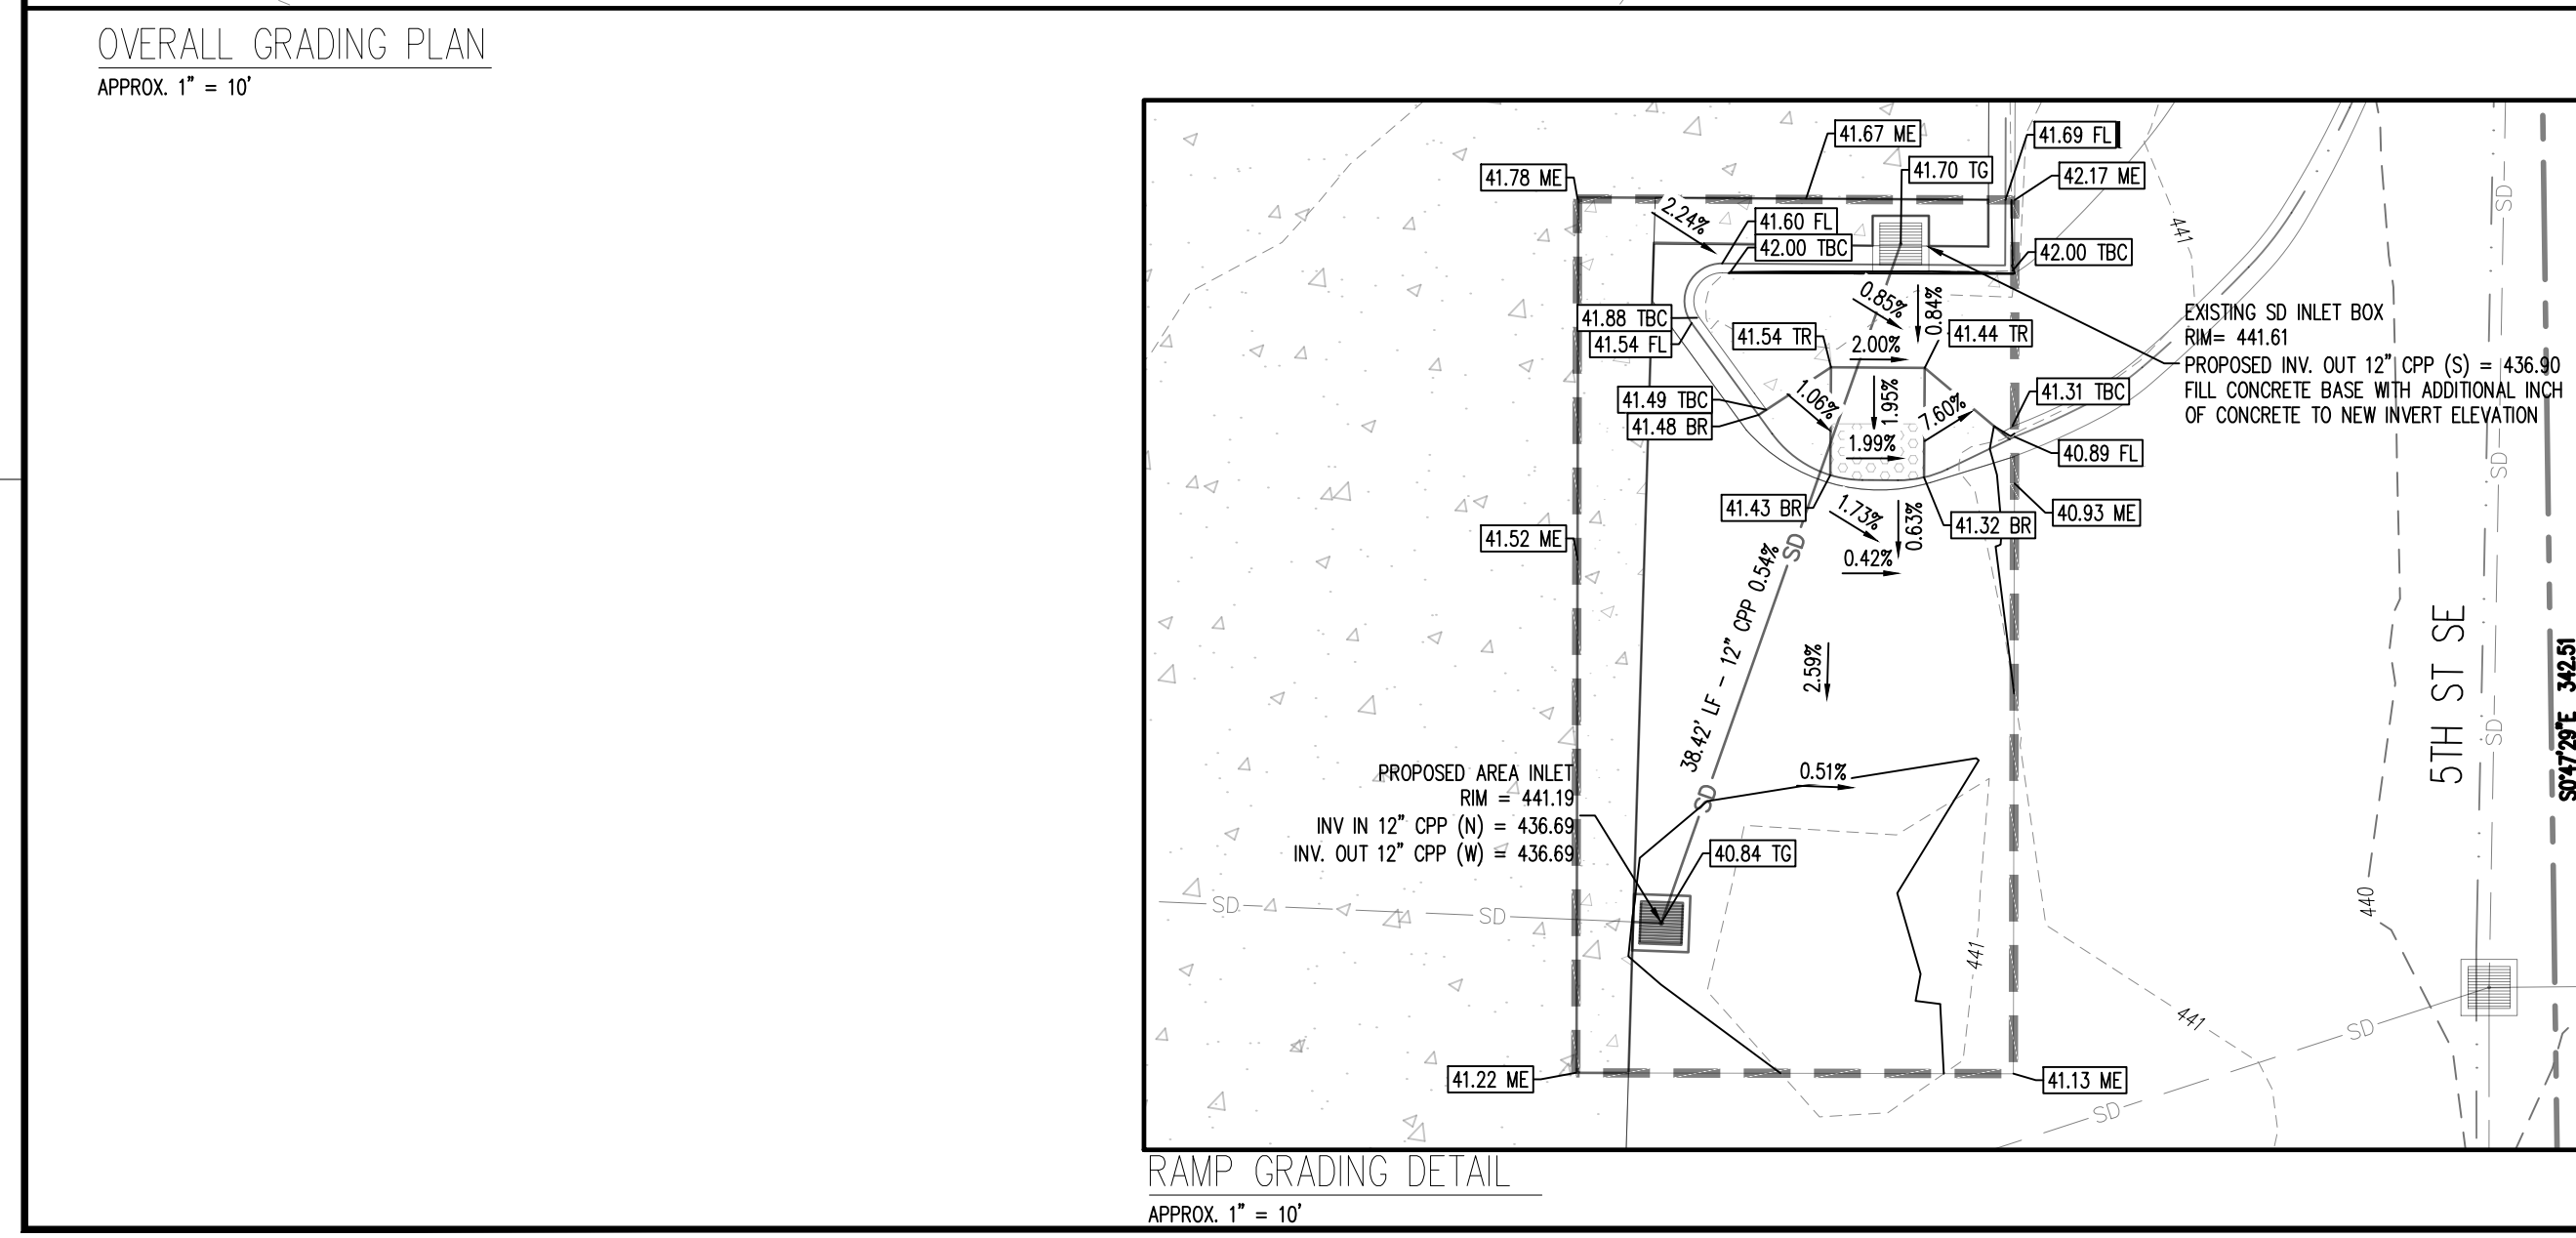 OVERALL GRADING PLAN
APPROX. 1" = 10'
41.67 ME
41.69 FL
41.78 ME
41.70 TG
42.17 ME
2.24%
41.60 FL
42.00 TBC
42.00 TBC
441
SD
0.85%
0.84%
41.88 TBC
41.54 FL
41.54 TR
2.00%
41.44 TR
EXISTING SD INLET BOX
RIM= 441.61
PROPOSED INV. OUT 12" CPP (S) = 436.90
FILL CONCRETE BASE WITH ADDITIONAL INCH
OF CONCRETE TO NEW INVERT ELEVATION
41.49 TBC
41.48 BR
1.06%
1.95%
7.60%
41.31 TBC
1.99%
40.89 FL
SD
41.43 BR
1.73%
0.63%
41.32 BR
40.93 ME
41.52 ME
SD
0.42%
38.42' LF - 12" CPP 0.54%
2.59%
5TH ST SE
SD
S0°47'29"E 342.51
PROPOSED AREA INLET
RIM = 441.19
INV IN 12" CPP (N) = 436.69
INV. OUT 12" CPP (W) = 436.69
0.51%
SD
40.84 TG
440
SD
SD
441
441
SD
41.22 ME
41.13 ME
SD
RAMP GRADING DETAIL
APPROX. 1" = 10'